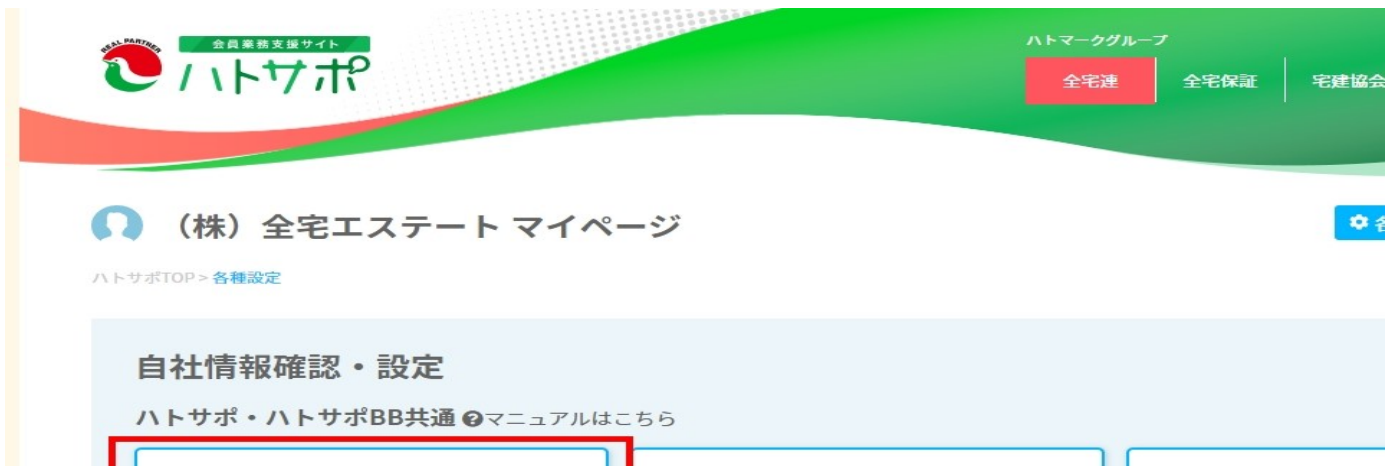 REAL PARTNER
会員業務支援サイト
ハトサポ
ハトマークグループ
全宅連 全宅保証 宅建協会
（株）全宅エステート マイページ
各
ハトサポTOP > 各種設定
自社情報確認・設定
ハトサポ・ハトサポBB共通 ?マニュアルはこちら